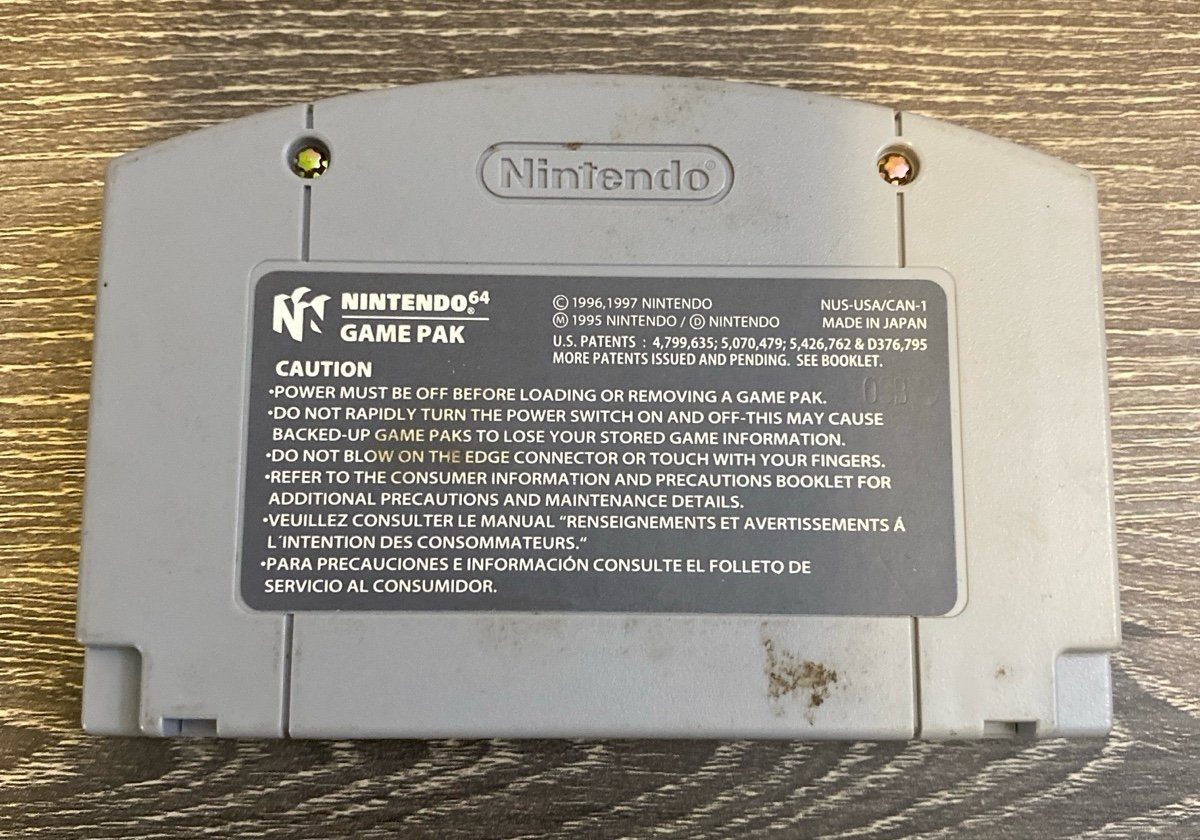 Nintendo®
NINTENDO⁶⁴®
GAME PAK
© 1996,1997 NINTENDO
Ⓜ 1995 NINTENDO / Ⓓ NINTENDO
NUS-USA/CAN-1
MADE IN JAPAN
U.S. PATENTS : 4,799,635; 5,070,479; 5,426,762 & D376,795
MORE PATENTS ISSUED AND PENDING. SEE BOOKLET.
CAUTION
•POWER MUST BE OFF BEFORE LOADING OR REMOVING A GAME PAK.
•DO NOT RAPIDLY TURN THE POWER SWITCH ON AND OFF-THIS MAY CAUSE
BACKED-UP GAME PAKS TO LOSE YOUR STORED GAME INFORMATION.
•DO NOT BLOW ON THE EDGE CONNECTOR OR TOUCH WITH YOUR FINGERS.
•REFER TO THE CONSUMER INFORMATION AND PRECAUTIONS BOOKLET FOR
ADDITIONAL PRECAUTIONS AND MAINTENANCE DETAILS.
•VEUILLEZ CONSULTER LE MANUAL “RENSEIGNEMENTS ET AVERTISSEMENTS Á
L´INTENTION DES CONSOMMATEURS.“
•PARA PRECAUCIONES E INFORMACIÓN CONSULTE EL FOLLETO DE
SERVICIO AL CONSUMIDOR.